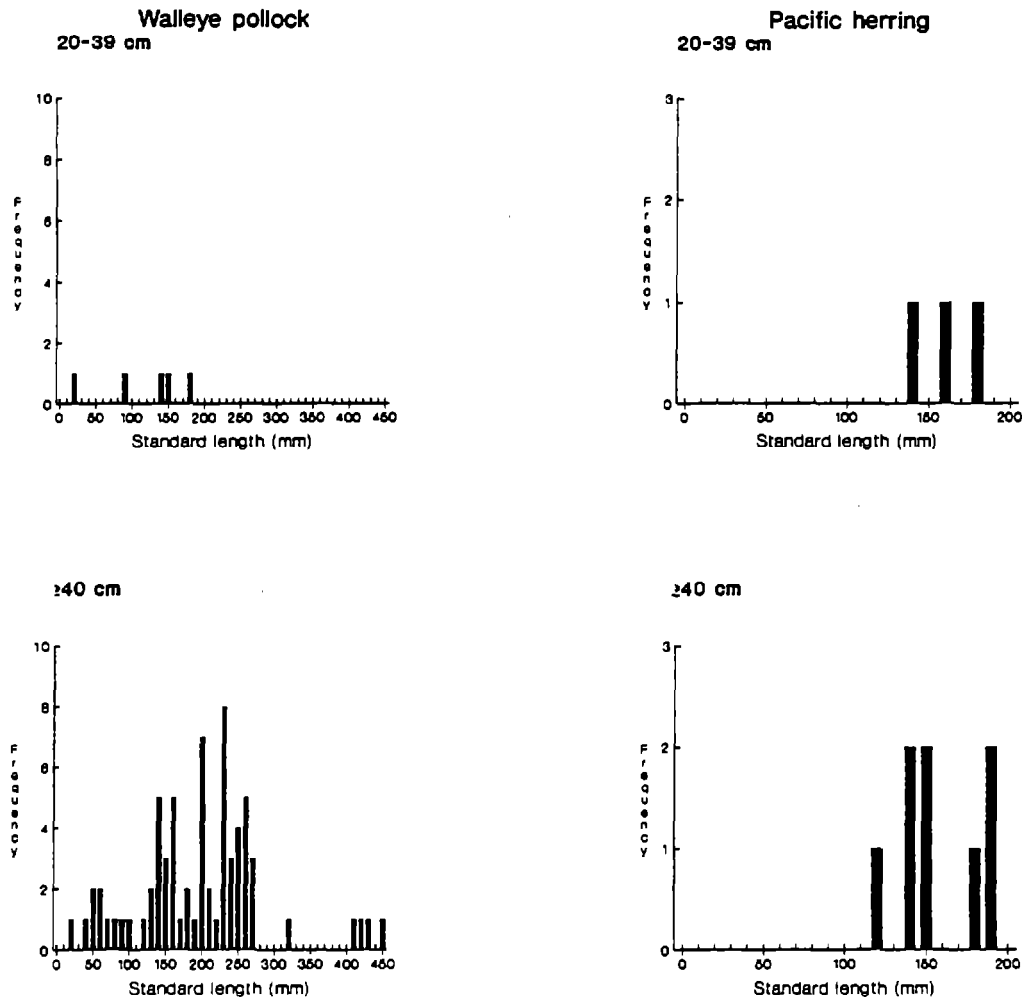 Walleye pollock
20-39 cm
10
8
6
4
2
0
Frequency
0 50 100 150 200 250 300 350 400 450
Standard length (mm)
Pacific herring
20-39 cm
3
2
1
0
Frequency
0 50 100 150 200
Standard length (mm)
≥40 cm
10
8
6
4
2
0
Frequency
0 50 100 150 200 250 300 350 400 450
Standard length (mm)
≥40 cm
3
2
1
0
Frequency
0 50 100 150 200
Standard length (mm)